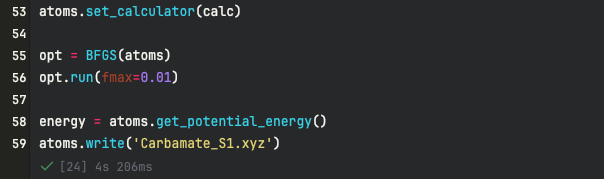 53 atoms.set_calculator(calc)
54
55 opt = BFGS(atoms)
56 opt.run(fmax=0.01)
57
58 energy = atoms.get_potential_energy()
59 atoms.write('Carbamate_S1.xyz')
[24] 4s 206ms